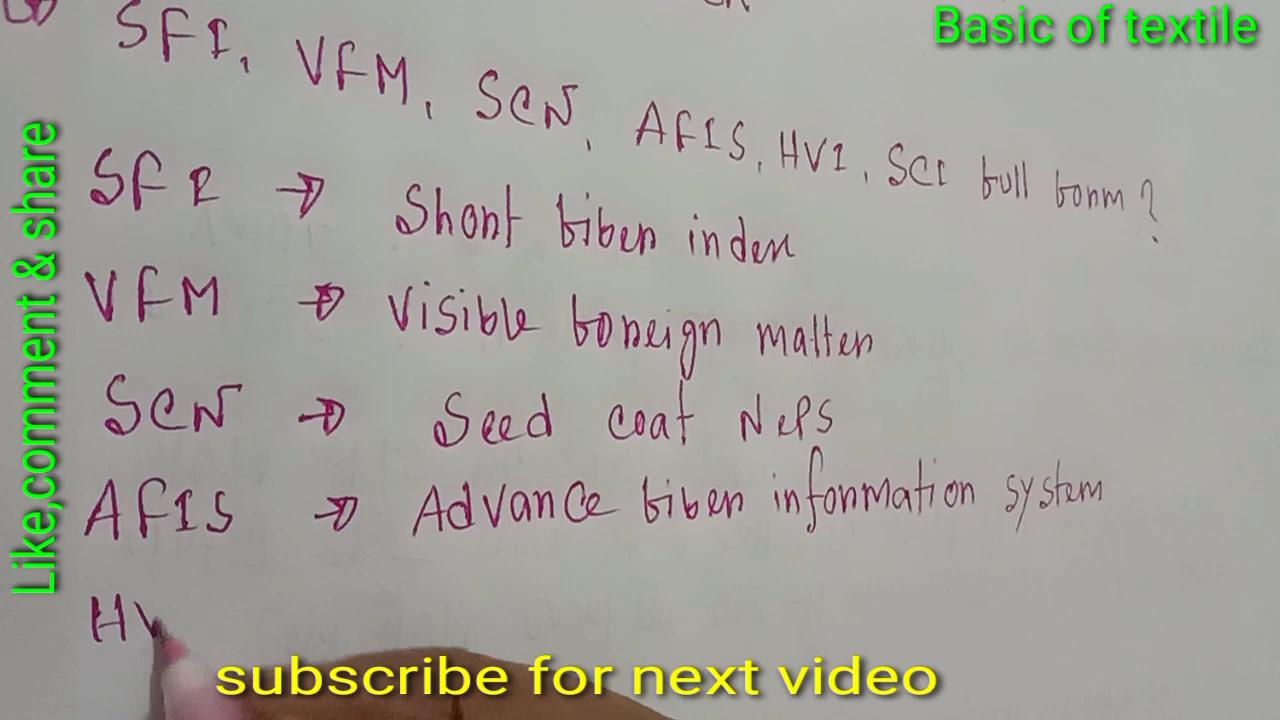 Basic of textile
SFI, VFM, SCN, AFIS, HVI, SCI full form?
SFI → Short fiber index
VFM → Visible foreign matter
SCN → Seed coat Neps
AFIS → Advance fiber information system
HV
Like,comment & share
subscribe for next video